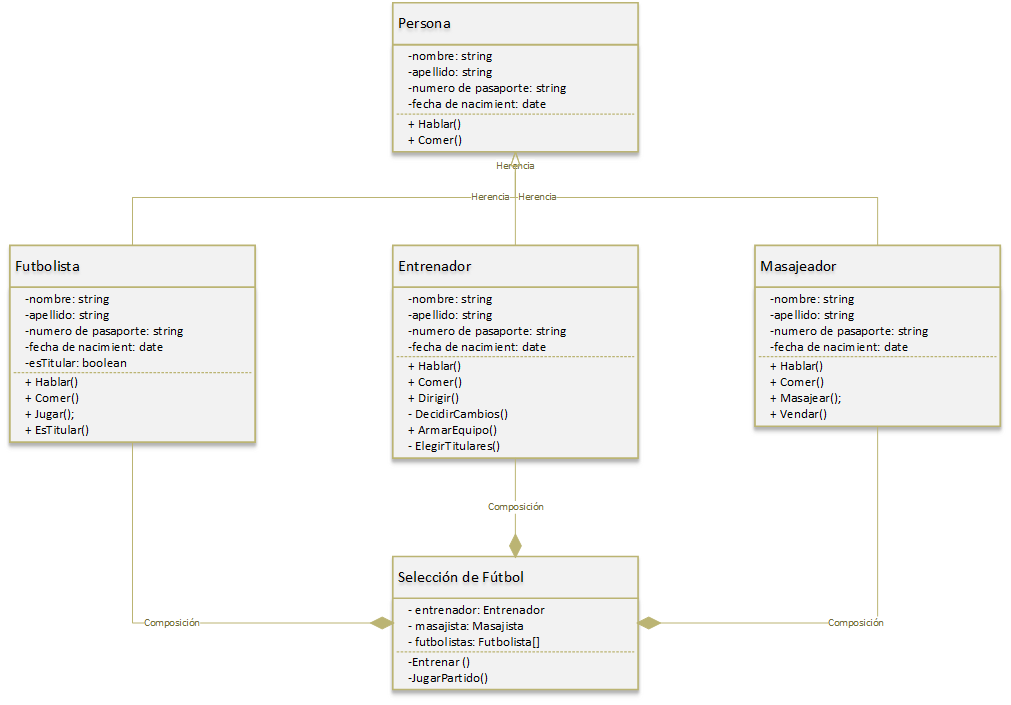 Persona
-nombre: string
-apellido: string
-numero de pasaporte: string
-fecha de nacimient: date
+ Hablar()
+ Comer()
Herencia
Herencia
Herencia
Futbolista
-nombre: string
-apellido: string
-numero de pasaporte: string
-fecha de nacimient: date
-esTitular: boolean
+ Hablar()
+ Comer()
+ Jugar();
+ EsTitular()
Entrenador
-nombre: string
-apellido: string
-numero de pasaporte: string
-fecha de nacimient: date
+ Hablar()
+ Comer()
+ Dirigir()
- DecidirCambios()
+ ArmarEquipo()
- ElegirTitulares()
Masajeador
-nombre: string
-apellido: string
-numero de pasaporte: string
-fecha de nacimient: date
+ Hablar()
+ Comer()
+ Masajear();
+ Vendar()
Composición
Selección de Fútbol
- entrenador: Entrenador
- masajista: Masajista
- futbolistas: Futbolista[]
-Entrenar ()
-JugarPartido()
Composición
Composición